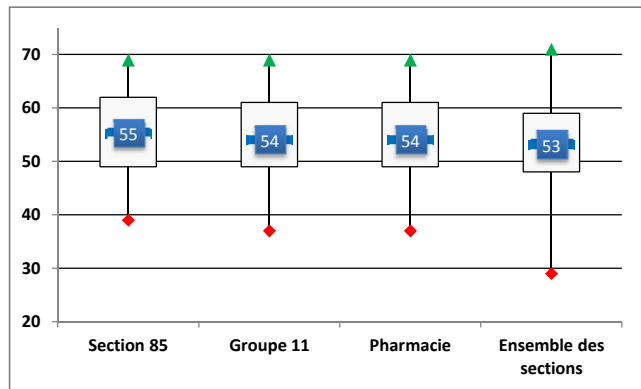 70
60
50
40
30
20
55
54
54
53
Section 85
Groupe 11
Pharmacie
Ensemble des
sections